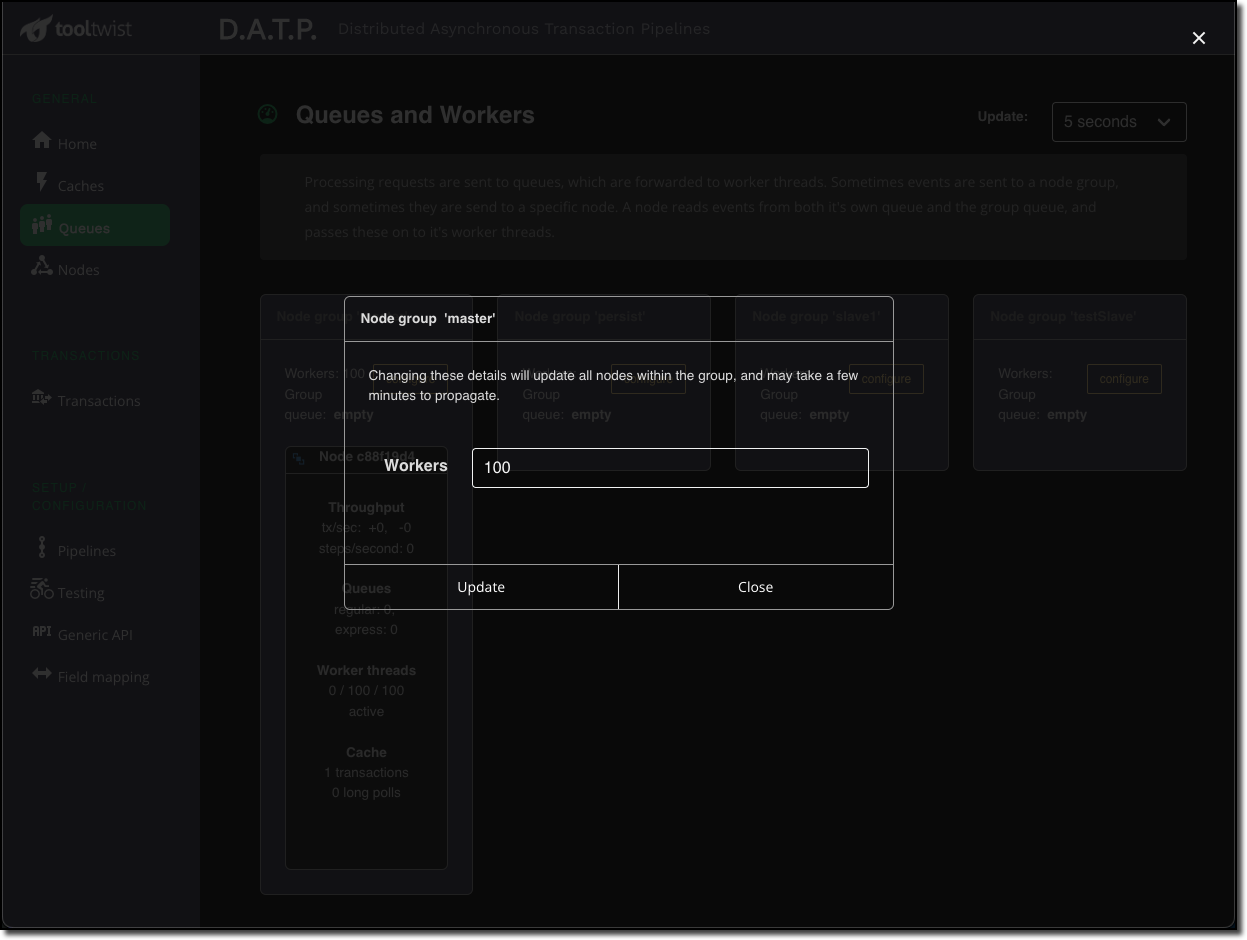 tooltwist
D.A.T.P. Distributed Asynchronous Transaction Pipelines
GENERAL
Home
Caches
Queues
Nodes
TRANSACTIONS
Transactions
SETUP /
CONFIGURATION
Pipelines
Testing
API Generic API
Field mapping
Queues and Workers
Update: 5 seconds
Processing requests are sent to queues, which are forwarded to worker threads. Sometimes events are sent to a node group,
and sometimes they are send to a specific node. A node reads events from both it's own queue and the group queue, and
passes these on to it's worker threads.
Node group 'master'
Changing these details will update all nodes within the group, and may take a few
minutes to propagate.
Workers 100
Update
Close
Node group
Workers: 100
Group
queue: empty
Node c88f19d4
Throughput
tx/sec: +0, -0
steps/second: 0
Queues
regular: 0,
express: 0
Worker threads
0 / 100 / 100
active
Cache
1 transactions
0 long polls
Node group 'persist'
Group
queue: empty
Node group 'slave1'
configure
Group
queue: empty
Node group 'testSlave'
Workers:
configure
Group
queue: empty